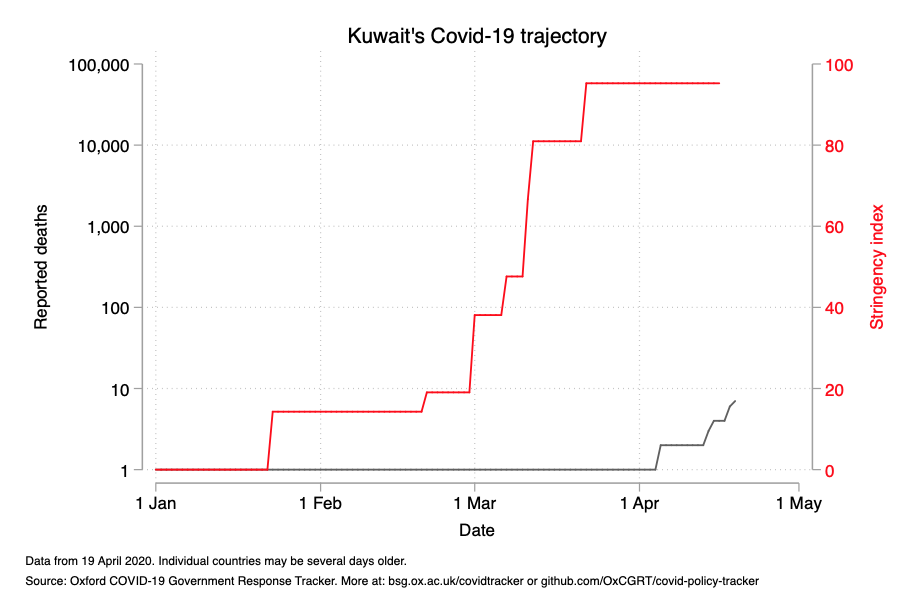 Kuwait's Covid-19 trajectory
100,000
10,000
1,000
100
10
1
Reported deaths
100
80
60
40
20
0
Stringency index
1 Jan
1 Feb
1 Mar
1 Apr
1 May
Date
Data from 19 April 2020. Individual countries may be several days older.
Source: Oxford COVID-19 Government Response Tracker. More at: bsg.ox.ac.uk/covidtracker or github.com/OxCGRT/covid-policy-tracker